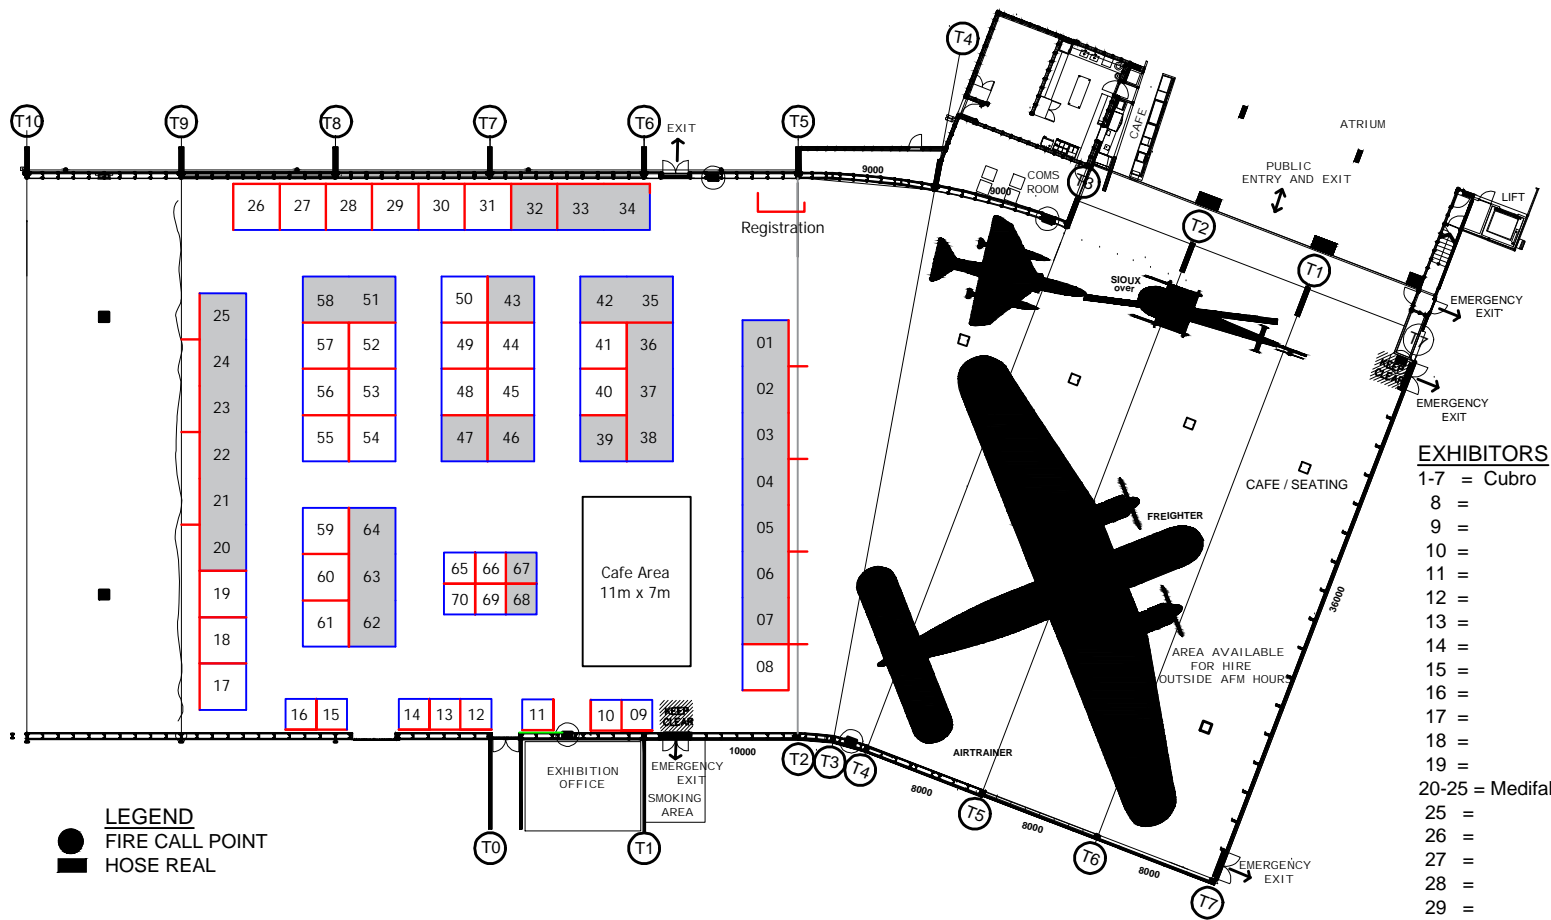 T4
T10
T9
T8
T7
T6
T5
EXIT
CAFE
ATRIUM
PUBLIC
ENTRY AND EXIT
9000
9000
COMS
ROOM
T3
LIFT
T2
T1
26 27 28 29 30 31 32 33 34
Registration
SIOUX
over
EMERGENCY
EXIT
KEEP
CLEAR
EMERGENCY
EXIT
58 51
57 52
56 53
55 54
50 43
49 44
48 45
47 46
42 35
41 36
40 37
39 38
25
24
23
22
21
20
19
18
17
01
02
03
04
05
06
07
08
59 64
60 63
61 62
65 66 67
70 69 68
Cafe Area
11m x 7m
CAFE / SEATING
FREIGHTER
36000
AREA AVAILABLE
FOR HIRE
OUTSIDE AFM HOURS
AIRTRAINER
16 15
14 13 12
11
10 09
KEEP
CLEAR
10000
T2
T3
T4
EXHIBITION
OFFICE
EMERGENCY
EXIT
SMOKING
AREA
8000
T5
8000
T6
8000
T7
EMERGENCY
EXIT
T0
T1
LEGEND
FIRE CALL POINT
HOSE REAL
EXHIBITORS
1-7 = Cubro
8 =
9 =
10 =
11 =
12 =
13 =
14 =
15 =
16 =
17 =
18 =
19 =
20-25 = Medifal
25 =
26 =
27 =
28 =
29 =